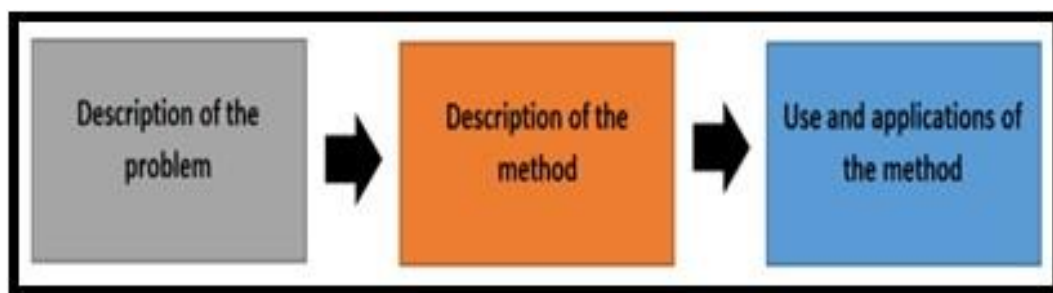 Description of the
problem
Description of the
method
Use and applications of
the method